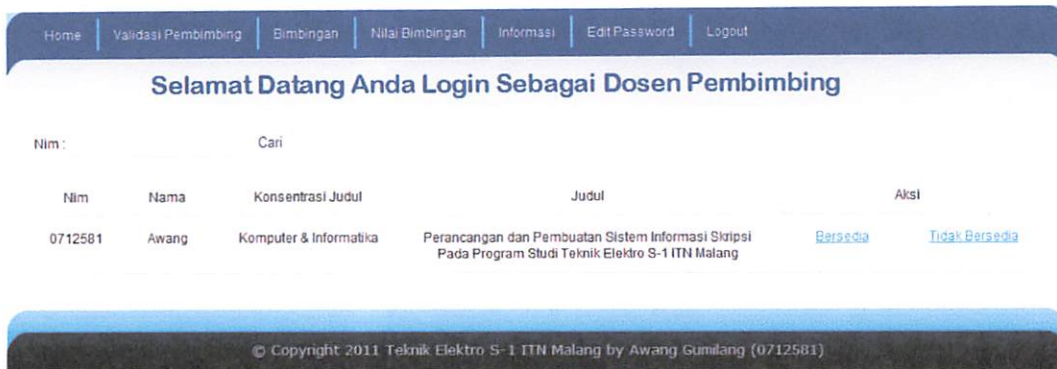 Home Validasi Pembimbing Bimbingan Nilai Bimbingan Informasi Edit Password Logout
Selamat Datang Anda Login Sebagai Dosen Pembimbing
Nim : Cari
Nim Nama Konsentrasi Judul Judul Aksi
0712581 Awang Komputer & Informatika Perancangan dan Pembuatan Sistem Informasi Skripsi Bersedia Tidak Bersedia
Pada Program Studi Teknik Elektro S-1 ITN Malang
© Copyright 2011 Teknik Elektro S-1 ITN Malang by Awang Gumilang (0712581)